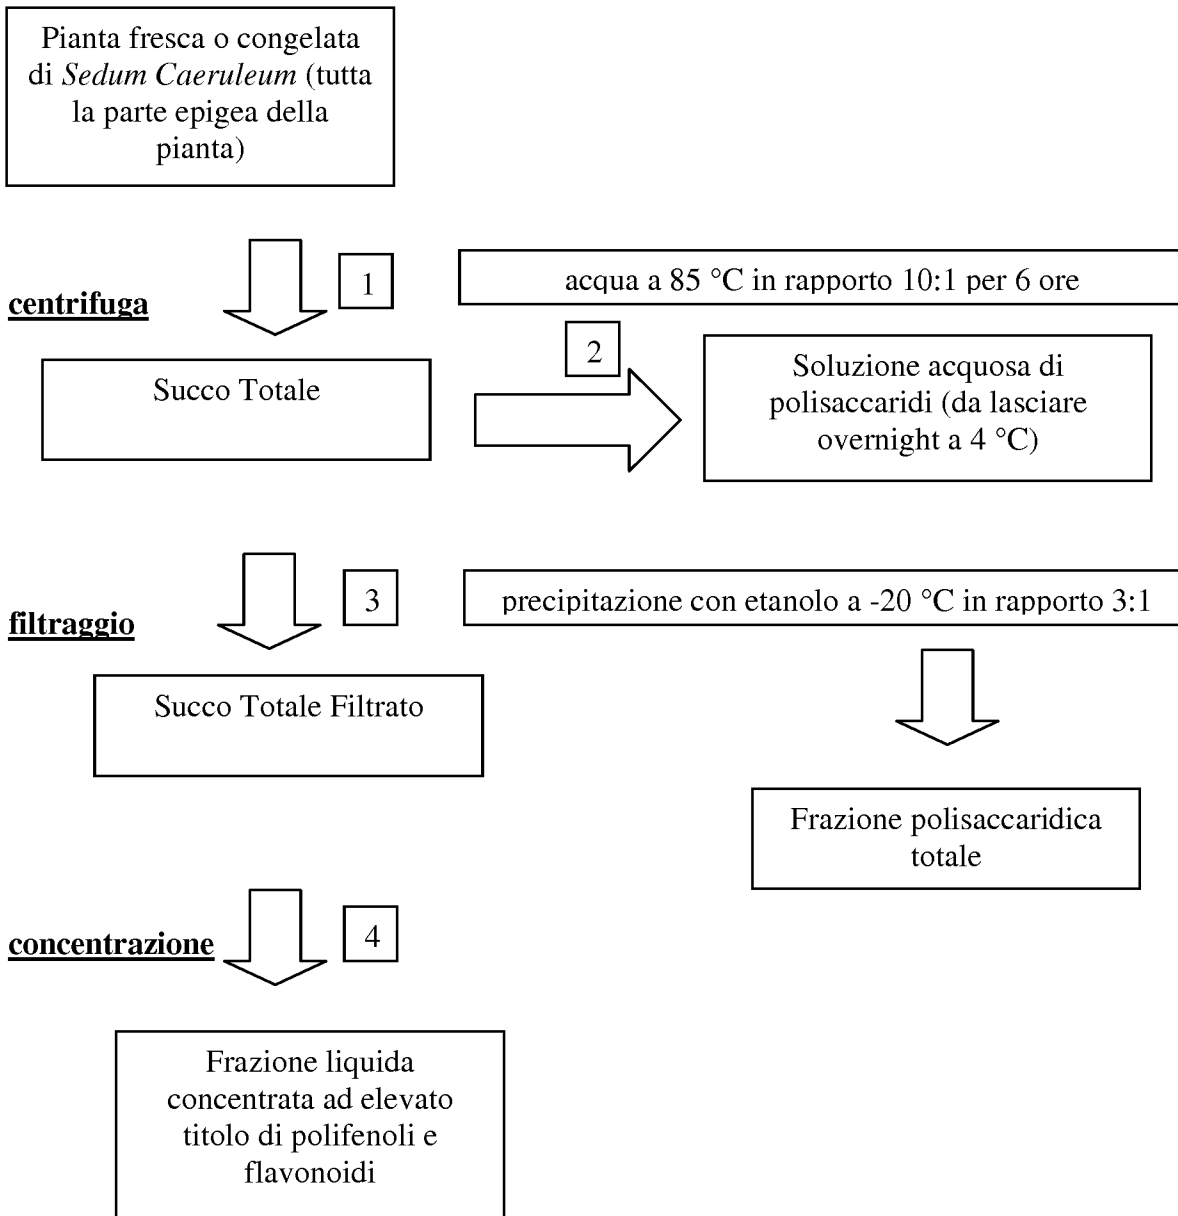 Pianta fresca o congelata
di Sedum Caeruleum (tutta
la parte epigea della
pianta)
centrifuga
1
acqua a 85 °C in rapporto 10:1 per 6 ore
Succo Totale
2
Soluzione acquosa di
polisaccaridi (da lasciare
overnight a 4 °C)
filtraggio
3
precipitazione con etanolo a -20 °C in rapporto 3:1
Succo Totale Filtrato
Frazione polisaccaridica
totale
concentrazione
4
Frazione liquida
concentrata ad elevato
titolo di polifenoli e
flavonoidi